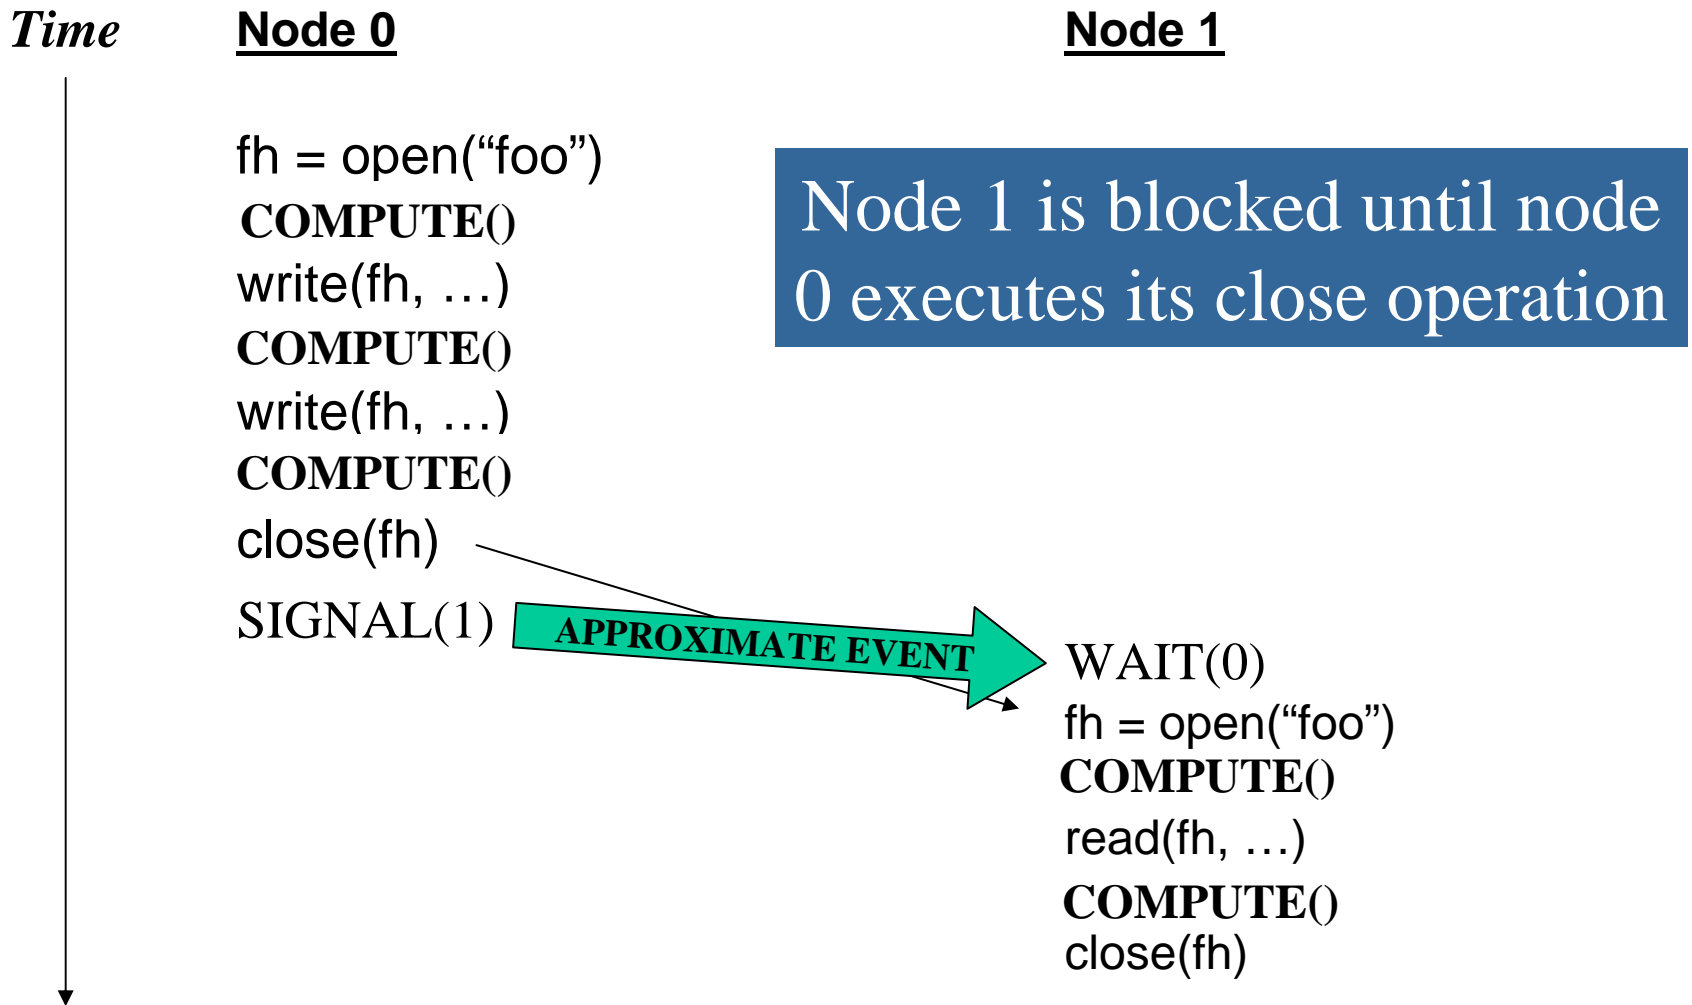 Time
Node 0
Node 1
fh = open(“foo”)
COMPUTE()
write(fh, …)
COMPUTE()
write(fh, …)
COMPUTE()
close(fh)
SIGNAL(1)
Node 1 is blocked until node
0 executes its close operation
APPROXIMATE EVENT
WAIT(0)
fh = open(“foo”)
COMPUTE()
read(fh, …)
COMPUTE()
close(fh)